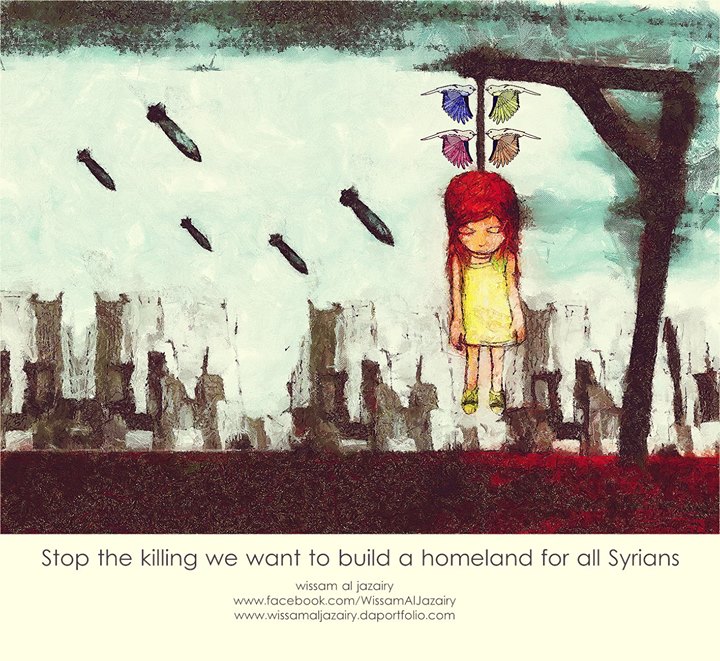 Stop the killing we want to build a homeland for all Syrians
wissam al jazairy
www.facebook.com/WissamAlJazairy
www.wissamaljazairy.daportfolio.com